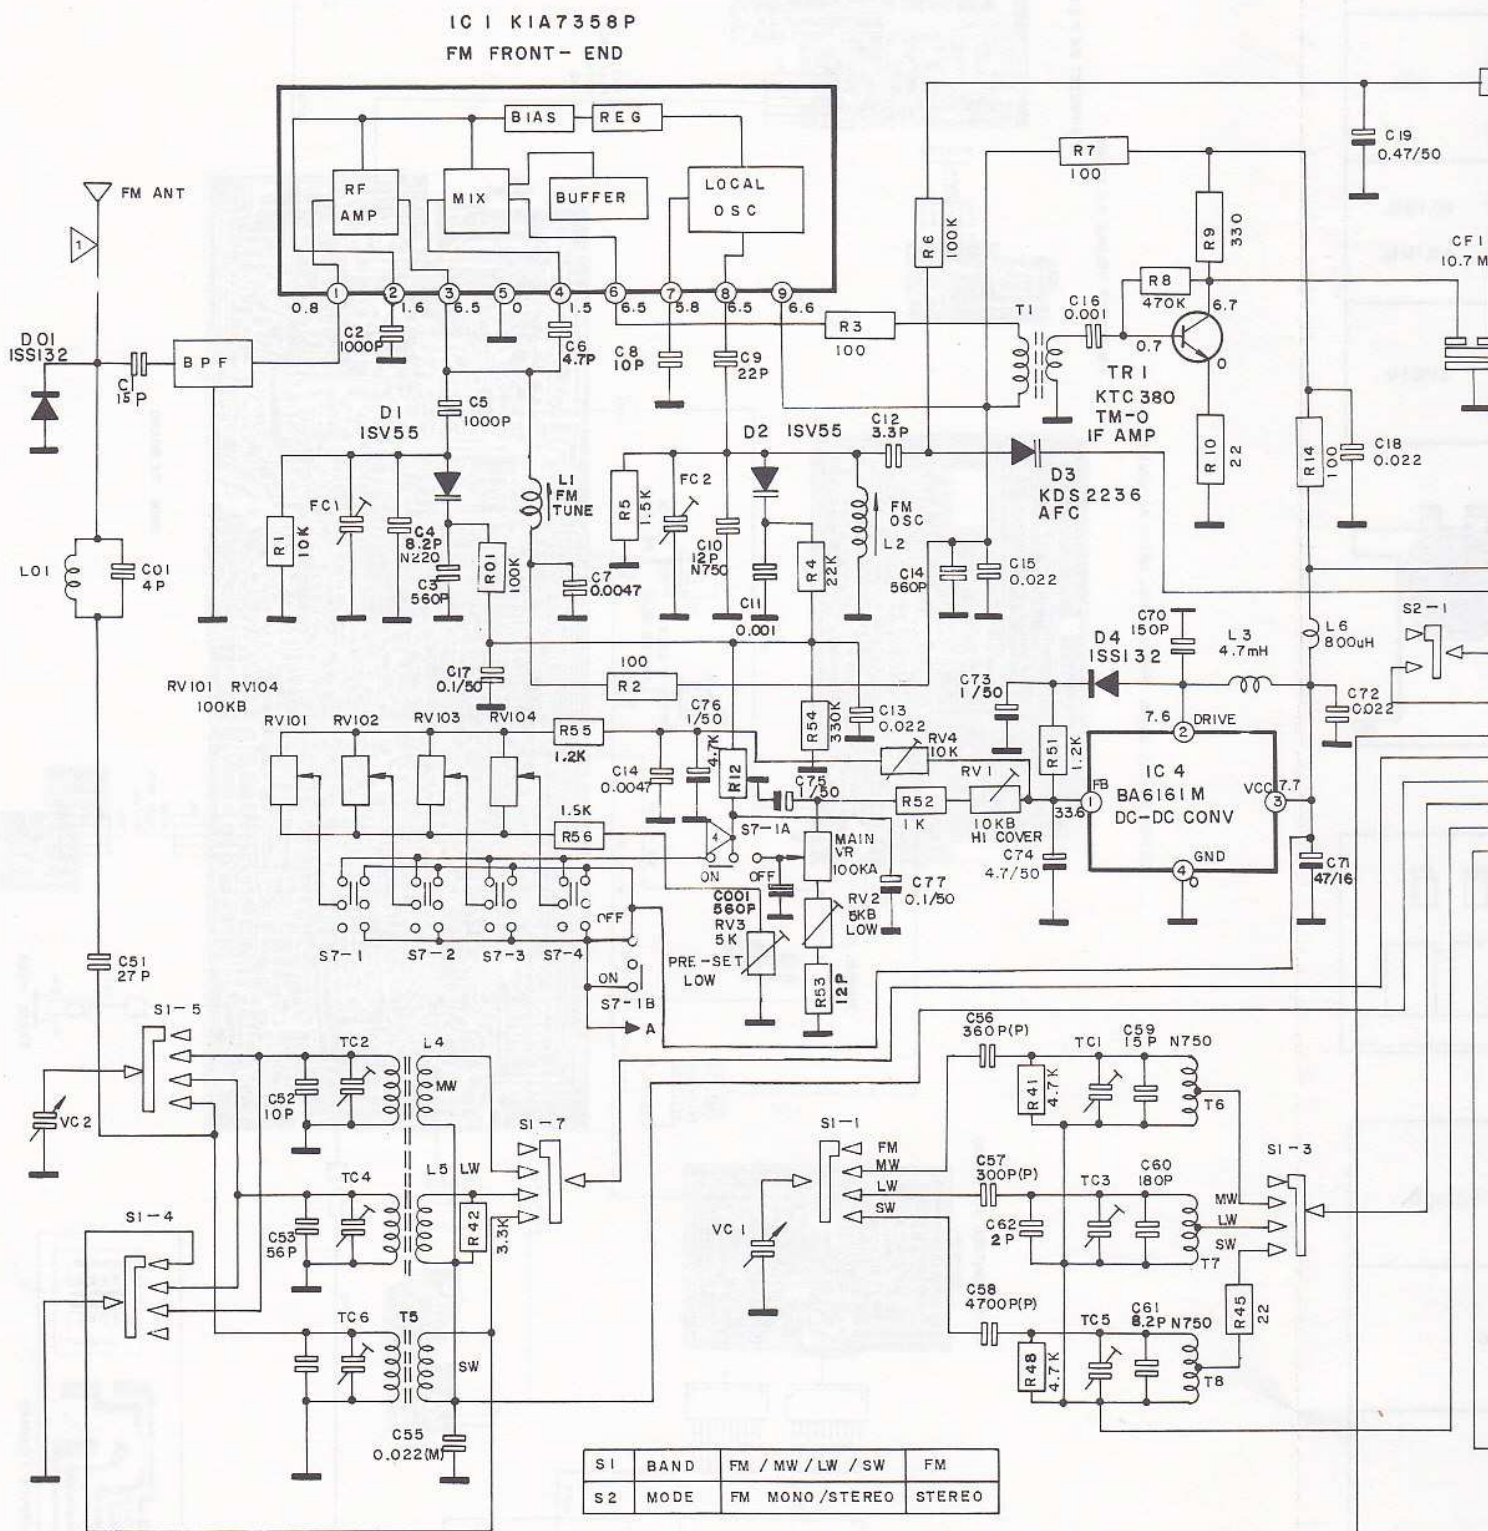 IC 1 KIA7358P
FM FRONT- END
BIAS
REG
RF
AMP
MIX
BUFFER
LOCAL
OSC
1
2
3
5
4
6
7
8
9
0.8
1.6
6.5
0
1.5
6.5
5.8
6.5
6.6
FM ANT
1
D01
ISS132
C1
15P
BPF
C2
1000P
C6
4.7P
C8
10P
C9
22P
R3
100
R6
100K
R7
100
R9
330
C19
0.47/50
CF1
10.7M
R8
470K
6.7
T1
C16
0.001
0.7
0
TR1
KTC380
TM-O
IF AMP
C5
1000P
D1
ISV55
D2 ISV55
C12
3.3P
D3
KDS2236
AFC
R10
22
R14
100
C18
0.022
R1
10K
FC1
C4
8.2P
N220
C3
560P
R01
100K
L1
FM
TUNE
C7
0.0047
R5
1.5K
FC2
C10
12P
N750
C11
0.001
R4
22K
FM
OSC
L2
C14
560P
C15
0.022
L01
C01
4P
C17
0.1/50
100
R2
C70
150P
D4
ISS132
L3
4.7mH
L6
800uH
S2-1
C72
0.022
C73
1/50
7.6
2
DRIVE
RV101 RV104
100KB
RV101
RV102
RV103
RV104
R55
1.2K
C14
0.0047
C76
1/50
4.7K
R12
R54
330K
C13
0.022
RV4
10K
R51
1.2K
IC 4
BA6161M
DC-DC CONV
FB
1
33.6
VCC
3
7.7
GND
4
0
C75
1/50
R52
1K
RV1
10KB
HI COVER
1.5K
R56
S7-1A
4
ON
OFF
MAIN
VR
100KA
C74
4.7/50
C71
47/16
C77
0.1/50
C001
560P
RV3
5K
RV2
5KB
LOW
PRE-SET
LOW
R53
12P
OFF
S7-1
S7-2
S7-3
S7-4
ON
S7-1B
A
C51
27P
S1-5
VC2
TC2
L4
C52
10P
MW
TC4
L5
LW
C53
56P
R42
3.3K
S1-7
S1-4
TC6
T5
SW
C55
0.022(M)
C56
360P(P)
R41
4.7K
TC1
C59
15P
N750
T6
S1-1
FM
MW
LW
SW
VC1
C57
300P(P)
C62
2P
TC3
C60
180P
T7
S1-3
MW
LW
SW
R45
22
C58
4700P(P)
R48
4.7K
TC5
C61
8.2P
N750
T8
S1 BAND FM / MW / LW / SW FM
S2 MODE FM MONO/STEREO STEREO